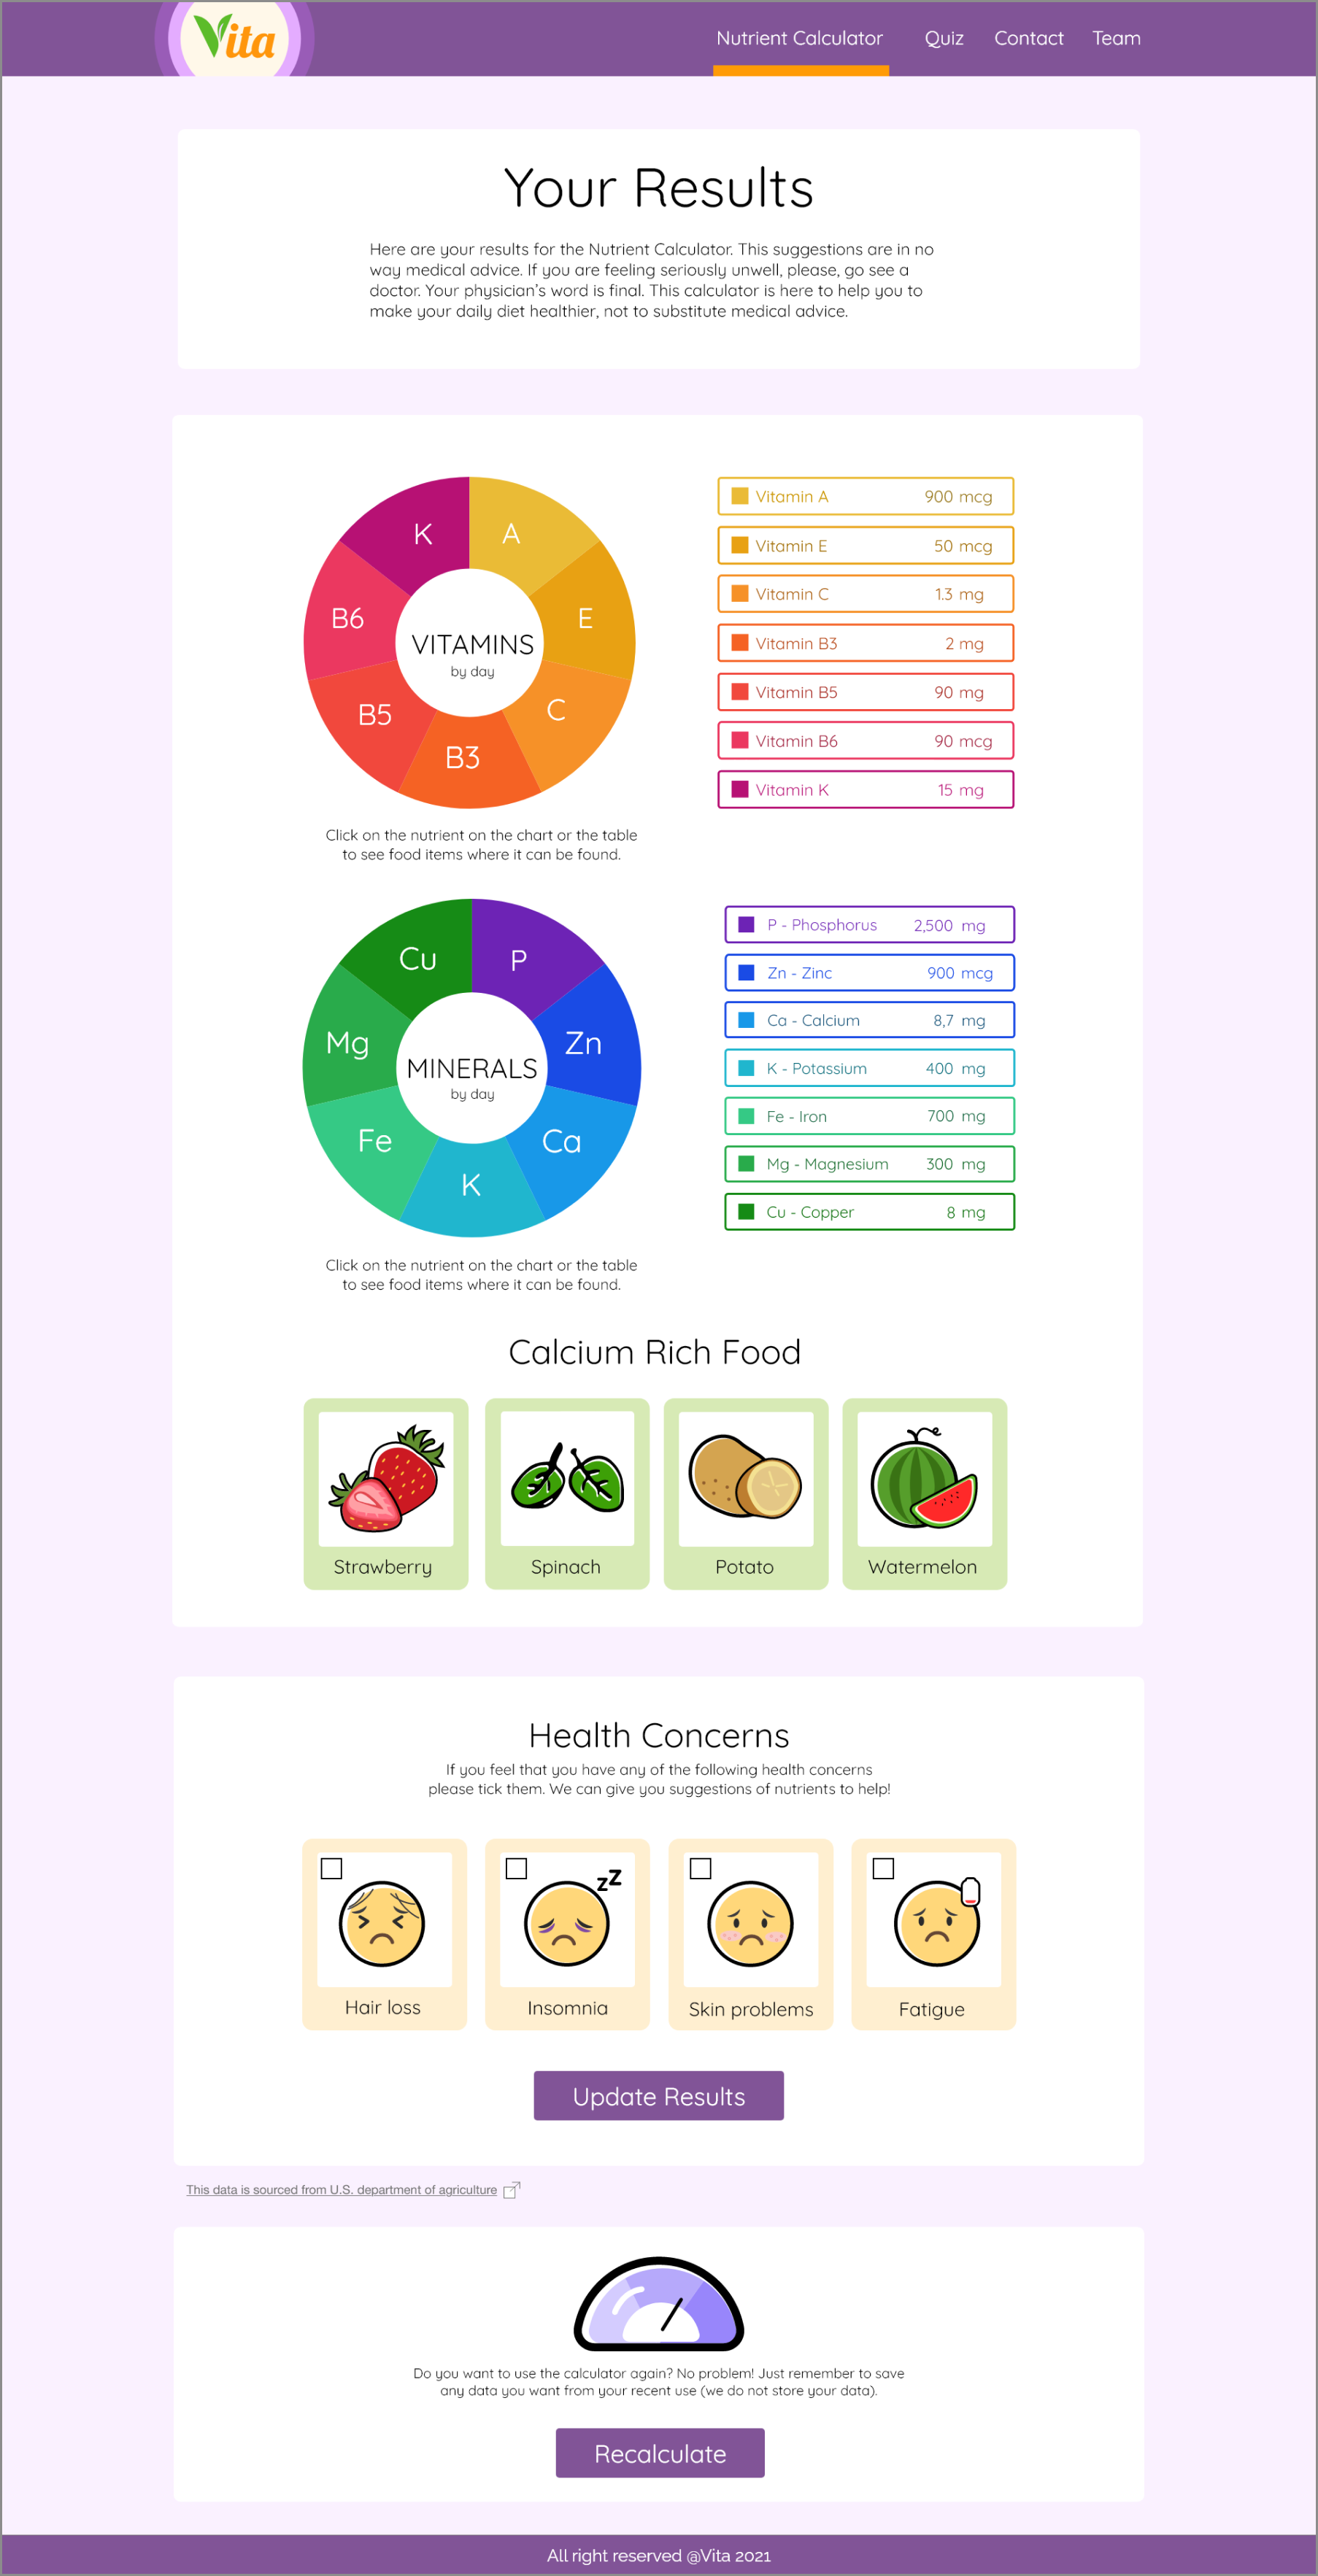 Vita
Nutrient Calculator Quiz Contact Team
Your Results
Here are your results for the Nutrient Calculator. This suggestions are in no
way medical advice. If you are feeling seriously unwell, please, go see a
doctor. Your physician's word is final. This calculator is here to help you to
make your daily diet healthier, not to substitute medical advice.
K A
B6 E
VITAMINS
by day
B5 C
B3
Vitamin A 900 mcg
Vitamin E 50 mcg
Vitamin C 1.3 mg
Vitamin B3 2 mg
Vitamin B5 90 mg
Vitamin B6 90 mcg
Vitamin K 15 mg
Click on the nutrient on the chart or the table
to see food items where it can be found.
Cu P
Mg Zn
MINERALS
by day
Fe Ca
K
P - Phosphorus 2,500 mg
Zn - Zinc 900 mcg
Ca - Calcium 8,7 mg
K - Potassium 400 mg
Fe - Iron 700 mg
Mg - Magnesium 300 mg
Cu - Copper 8 mg
Click on the nutrient on the chart or the table
to see food items where it can be found.
Calcium Rich Food
Strawberry Spinach Potato Watermelon
Health Concerns
If you feel that you have any of the following health concerns
please tick them. We can give you suggestions of nutrients to help!
zZ
Hair loss Insomnia Skin problems Fatigue
Update Results
This data is sourced from U.S. department of agriculture
Do you want to use the calculator again? No problem! Just remember to save
any data you want from your recent use (we do not store your data).
Recalculate
All right reserved @Vita 2021